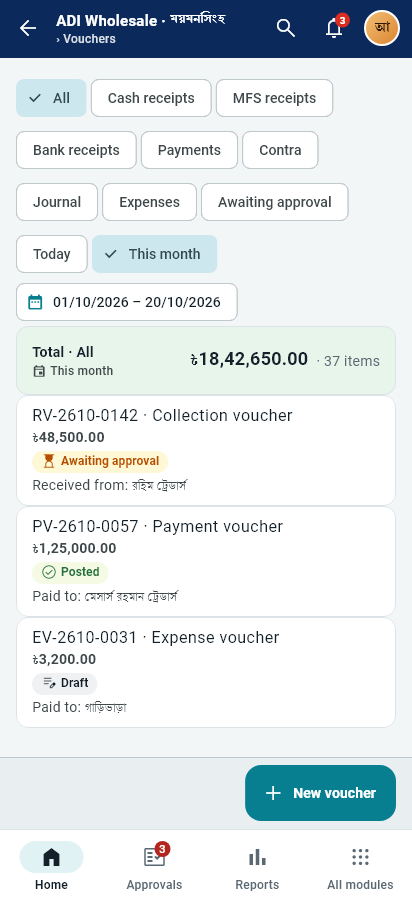 ADI Wholesale · ময়মনসিংহ
› Vouchers
3
আ
All
Cash receipts
MFS receipts
Bank receipts
Payments
Contra
Journal
Expenses
Awaiting approval
Today
This month
01/10/2026 – 20/10/2026
Total · All
This month
৳18,42,650.00 · 37 items
RV-2610-0142 · Collection voucher
৳48,500.00
Awaiting approval
Received from: রহিম ট্রেডার্স
PV-2610-0057 · Payment voucher
৳1,25,000.00
Posted
Paid to: মেসার্স রহমান ট্রেডার্স
EV-2610-0031 · Expense voucher
৳3,200.00
Draft
Paid to: গাড়িভাড়া
New voucher
3
Home
Approvals
Reports
All modules